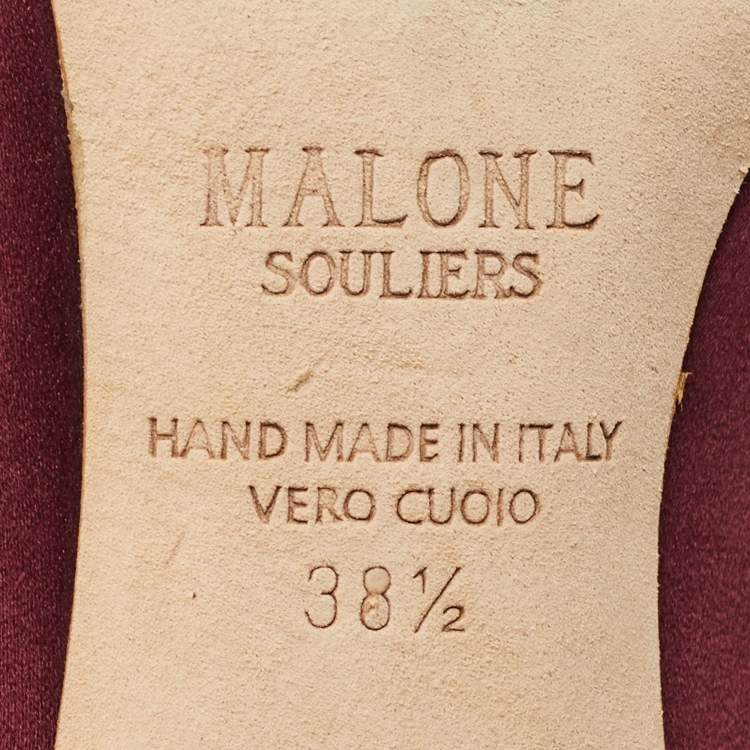 MALONE
SOULIERS
HAND MADE IN ITALY
VERO CUOIO
38½